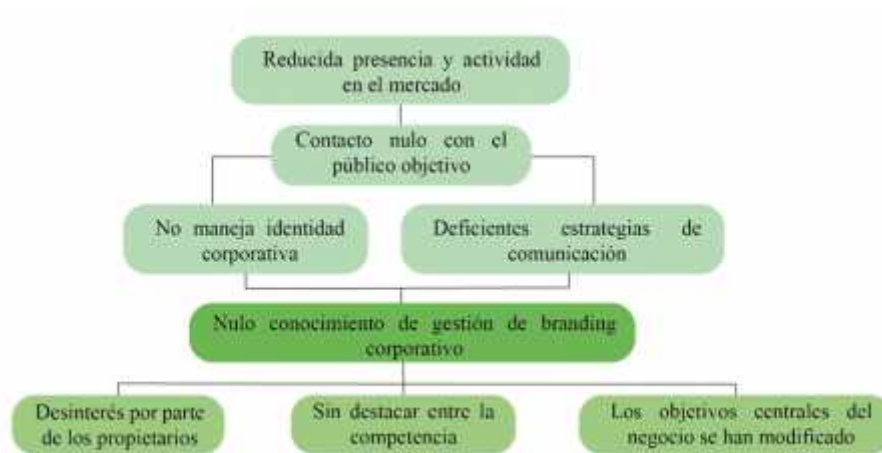 Reducida presencia y actividad
en el mercado
Contacto nulo con el
público objetivo
No maneja identidad
corporativa
Deficientes estrategias de
comunicación
Nulo conocimiento de gestión de branding
corporativo
Desinterés por parte
de los propietarios
Sin destacar entre la
competencia
Los objetivos centrales del
negocio se han modificado